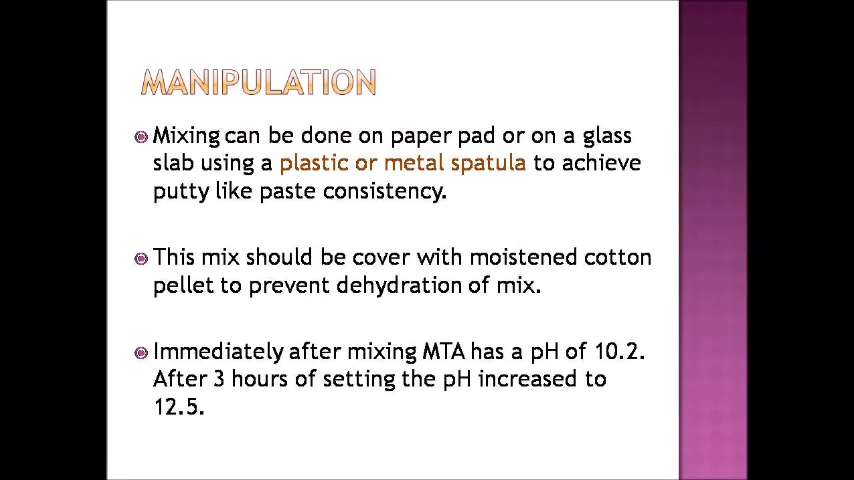 MANIPULATION
Mixing can be done on paper pad or on a glass
slab using a plastic or metal spatula to achieve
putty like paste consistency.
This mix should be cover with moistened cotton
pellet to prevent dehydration of mix.
Immediately after mixing MTA has a pH of 10.2.
After 3 hours of setting the pH increased to
12.5.